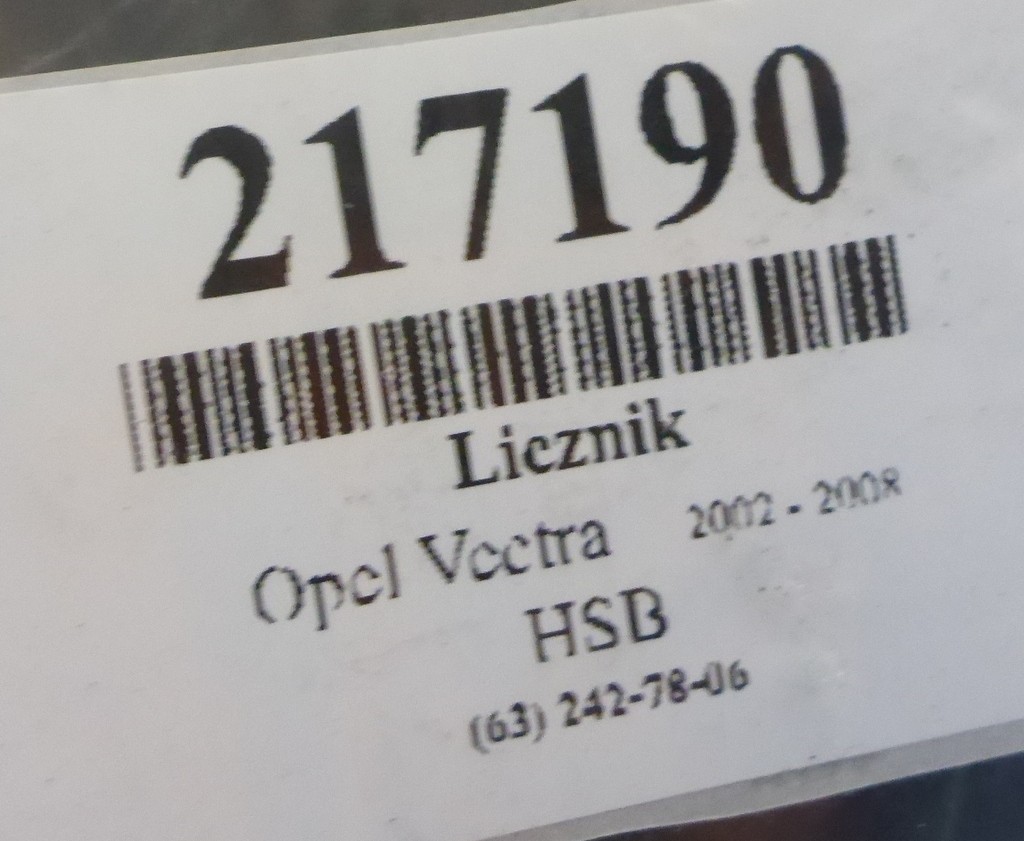 217190
Licznik
Opel Vectra 2002 - 2008
HSB
(63) 242-78-06